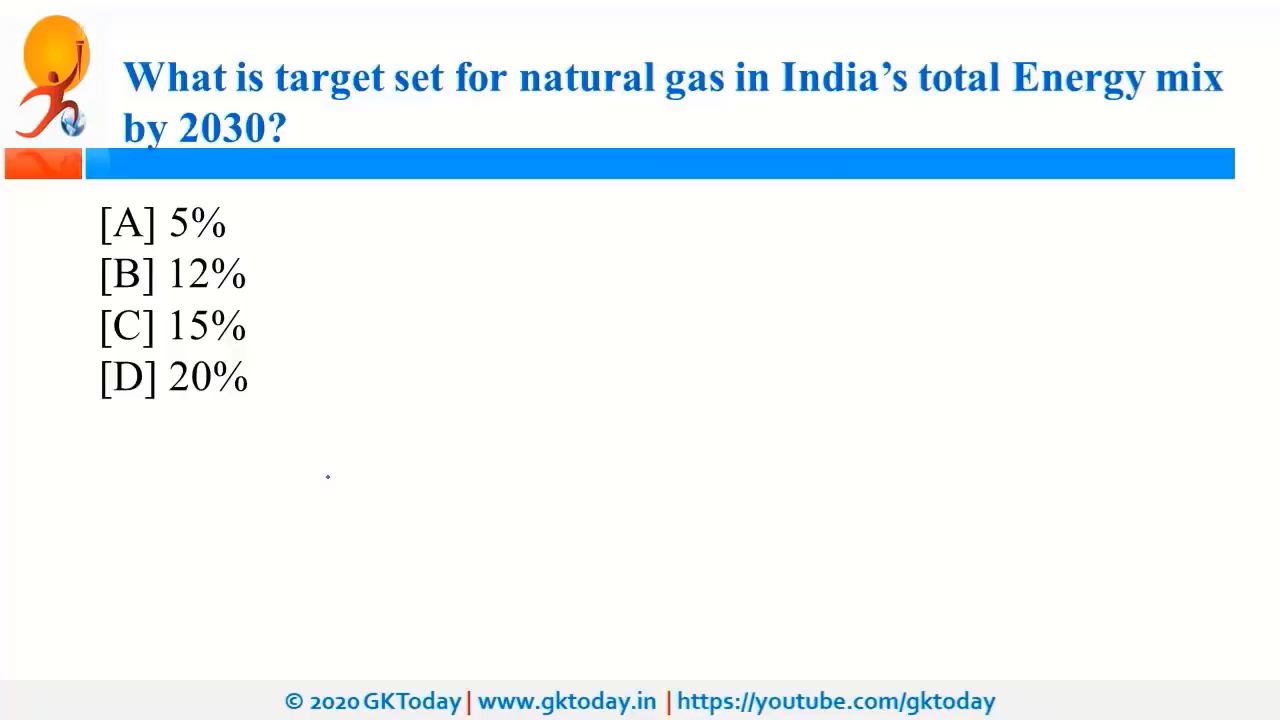 What is target set for natural gas in India’s total Energy mix
by 2030?
[A] 5%
[B] 12%
[C] 15%
[D] 20%
© 2020 GKToday | www.gktoday.in | https://youtube.com/gktoday